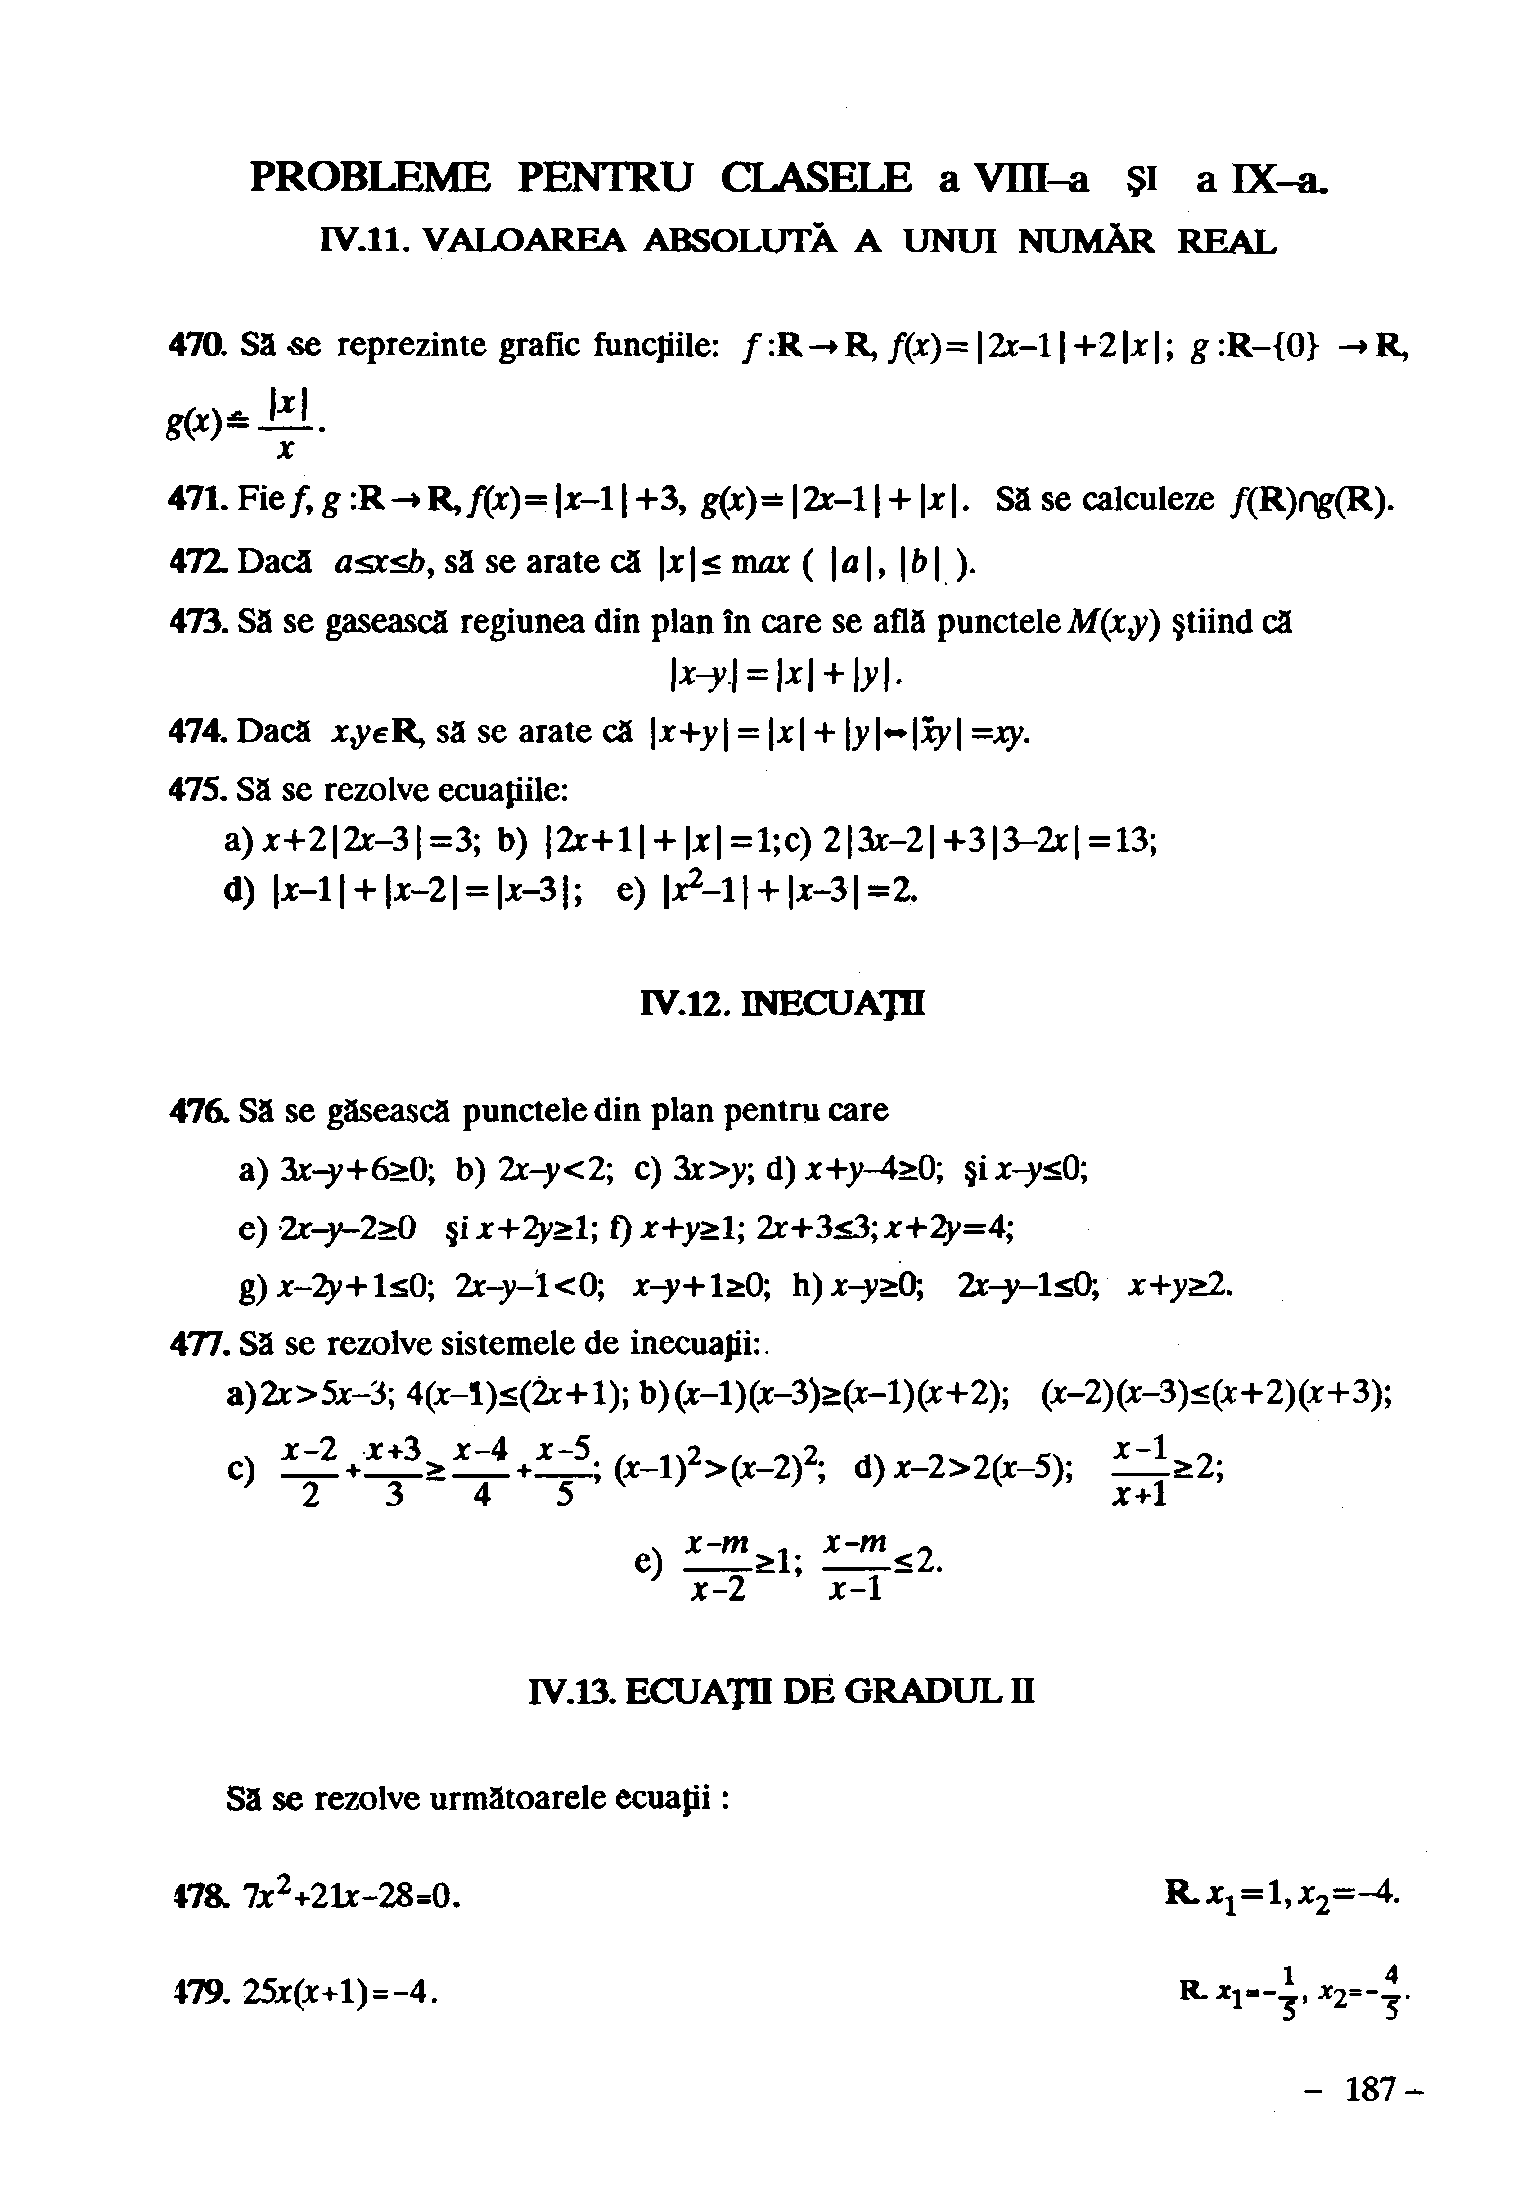 PROBLEME PENTRU CLASELE a VIII–a ŞI a IX–a.
IV.11. VALOAREA ABSOLUTĂ A UNUI NUMĂR REAL
470. Să se reprezinte grafic funcţiile: f :R→R, f(x)=|2x–1|+2|x|; g :R–{0} →R,
g(x)= |x|/x.
471. Fie f, g :R→R, f(x)=|x–1|+3, g(x)=|2x–1|+|x|. Să se calculeze f(R)∩g(R).
472. Dacă a≤x≤b, să se arate că |x|≤ max ( |a|, |b| ).
473. Să se gasească regiunea din plan în care se află punctele M(x,y) ştiind că
|x–y|=|x|+|y|.
474. Dacă x,y∈R, să se arate că |x+y|=|x|+|y|↔|xy|=xy.
475. Să se rezolve ecuaţiile:
a) x+2|2x–3|=3; b) |2x+1|+|x|=1;c) 2|3x–2|+3|3–2x|=13;
d) |x–1|+|x–2|=|x–3|; e) |x²–1|+|x–3|=2.
IV.12. INECUAŢII
476. Să se găsească punctele din plan pentru care
a) 3x–y+6≥0; b) 2x–y<2; c) 3x>y; d) x+y–4≥0; şi x–y≤0;
e) 2x–y–2≥0 şi x+2y≥1; f) x+y≥1; 2x+3≤3; x+2y=4;
g) x–2y+1≤0; 2x–y–1<0; x–y+1≥0; h) x–y≥0; 2x–y–1≤0; x+y≥2.
477. Să se rezolve sistemele de inecuaţii:.
a) 2x>5x–3; 4(x–1)≤(2x+1); b) (x–1)(x–3)≥(x–1)(x+2); (x–2)(x–3)≤(x+2)(x+3);
c) (x–2)/2+(x+3)/3≥(x–4)/4+(x–5)/5; (x–1)²>(x–2)²; d) x–2>2(x–5); (x–1)/(x+1)≥2;
e) (x–m)/(x–2)≥1; (x–m)/(x–1)≤2.
IV.13. ECUAŢII DE GRADUL II
Să se rezolve următoarele ecuaţii :
478. 7x²+21x–28=0. R. x₁=1, x₂=–4.
479. 25x(x+1)=–4. R. x₁=–1/5, x₂=–4/5.
– 187 –